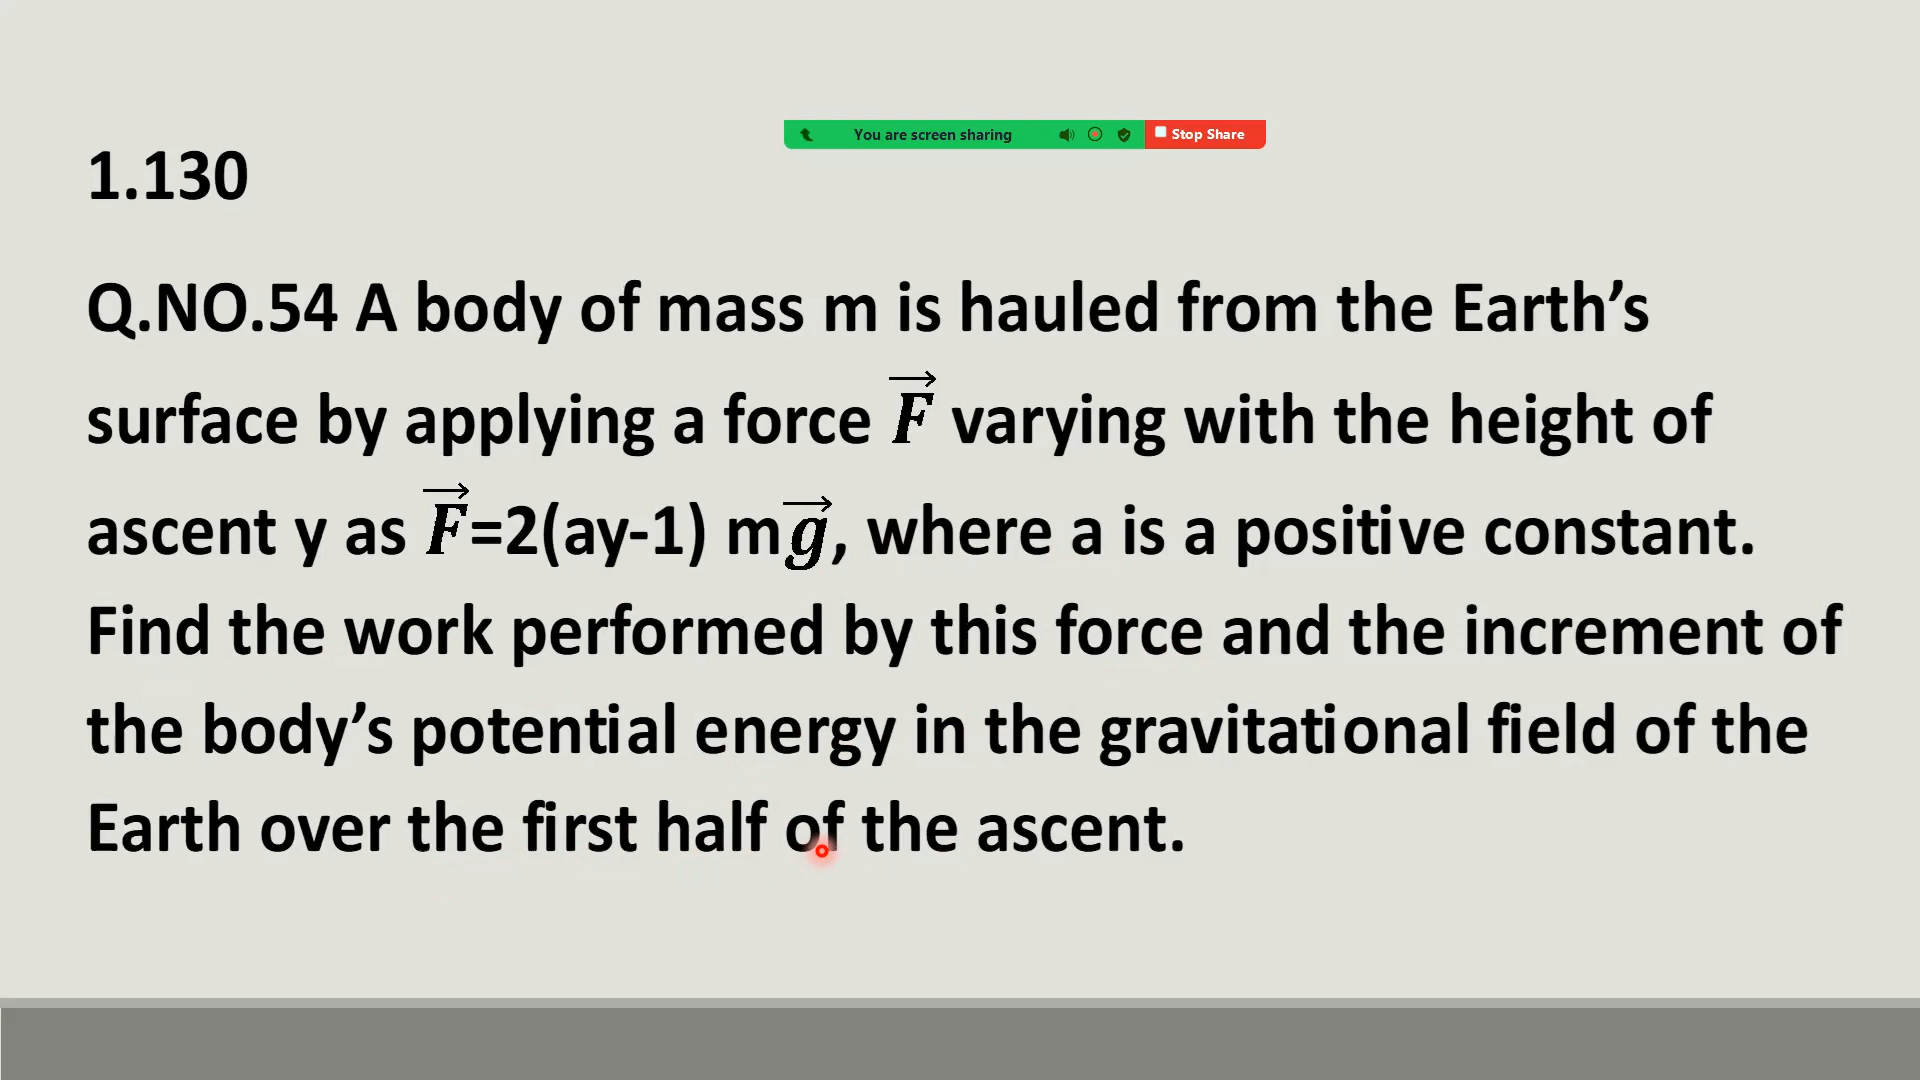 You are screen sharing Stop Share
1.130
Q.NO.54 A body of mass m is hauled from the Earth’s
surface by applying a force \vec{F} varying with the height of
ascent y as \vec{F}=2(ay-1) m\vec{g}, where a is a positive constant.
Find the work performed by this force and the increment of
the body’s potential energy in the gravitational field of the
Earth over the first half of the ascent.